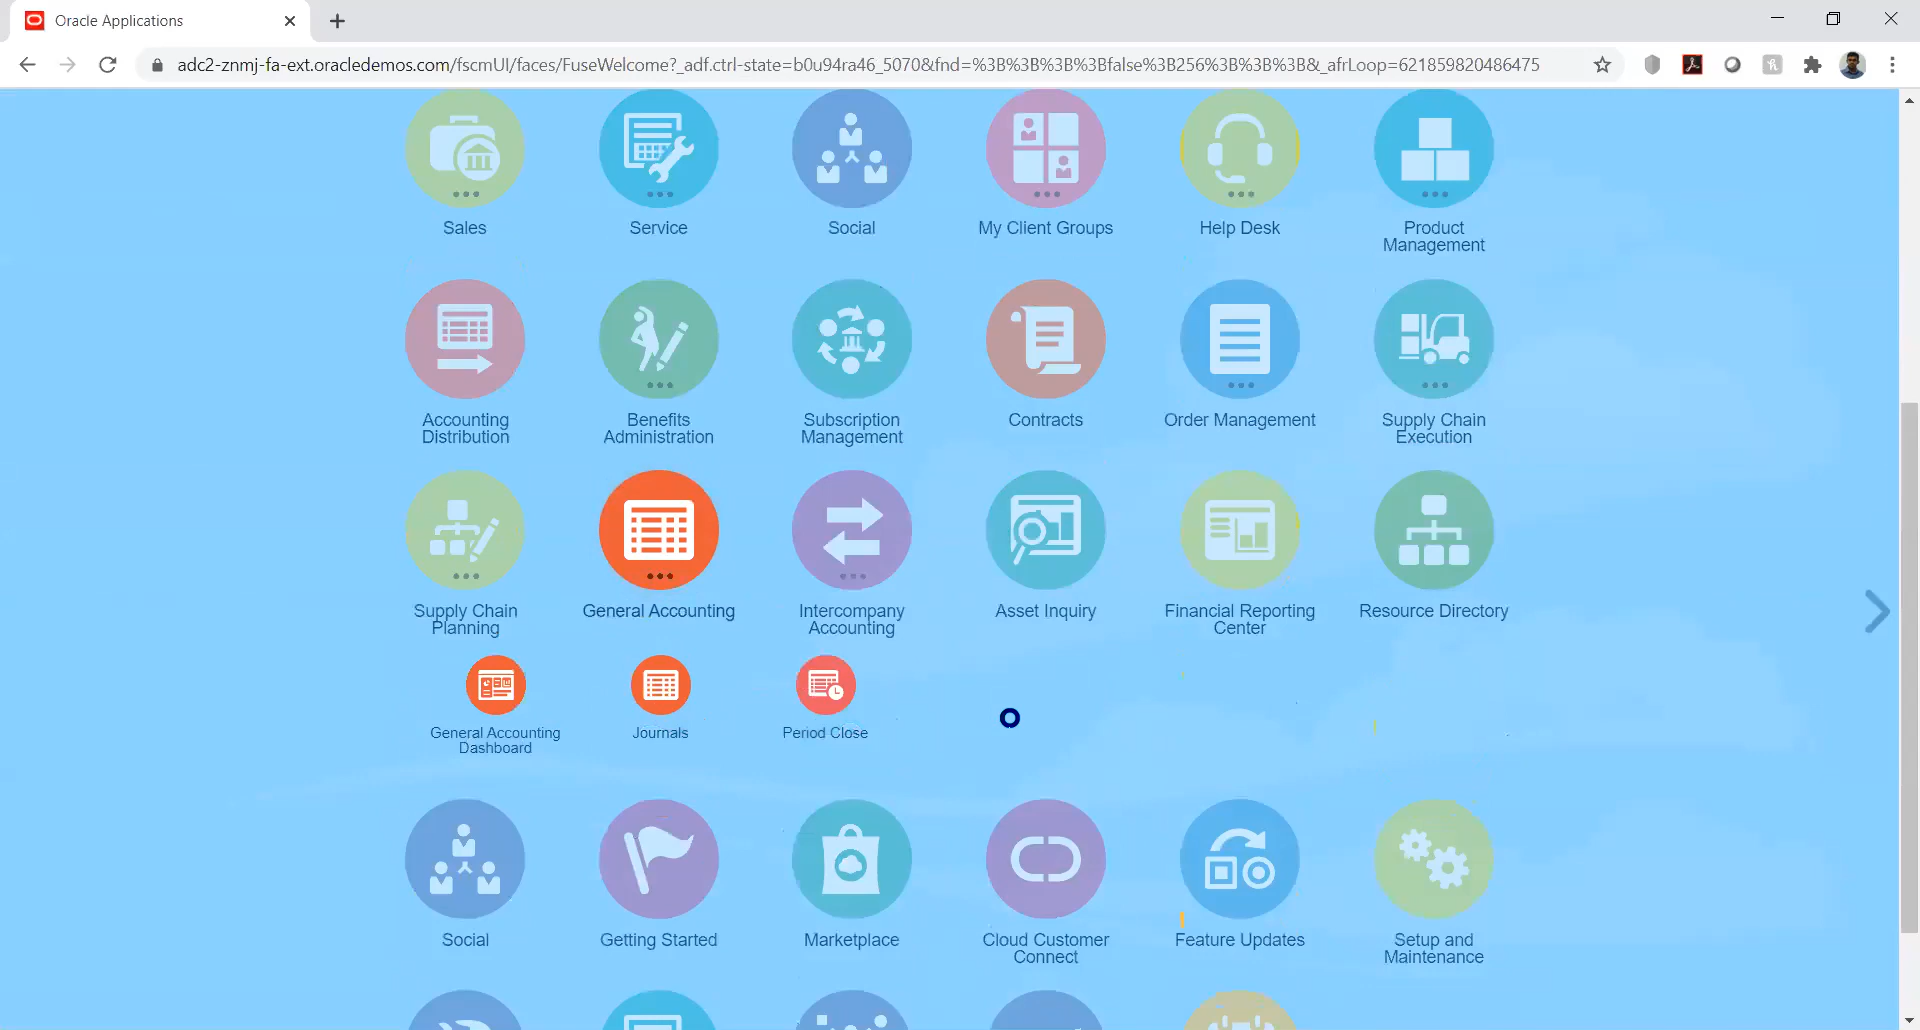 Oracle Applications
adc2-znmj-fa-ext.oracledemos.com/fscmUI/faces/FuseWelcome?_adf.ctrl-state=b0u94ra46_5070&fnd=%3B%3B%3B%3Bfalse%3B256%3B%3B%3B&_afrLoop=621859820486475
Sales
Service
Social
My Client Groups
Help Desk
Product
Management
Accounting
Distribution
Benefits
Administration
Subscription
Management
Contracts
Order Management
Supply Chain
Execution
Supply Chain
Planning
General Accounting
Intercompany
Accounting
Asset Inquiry
Financial Reporting
Center
Resource Directory
General Accounting
Dashboard
Journals
Period Close
Social
Getting Started
Marketplace
Cloud Customer
Connect
Feature Updates
Setup and
Maintenance